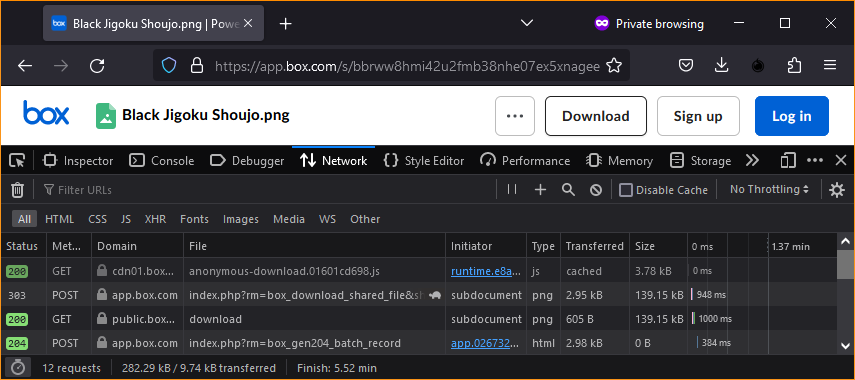 box Black Jigoku Shoujo.png | Pow × + Private browsing
https://app.box.com/s/bbrww8hmi42u2fmb38nhe07ex5xnagee
box Black Jigoku Shoujo.png ... Download Sign up Log in
Inspector Console Debugger Network {} Style Editor Performance Memory Storage
Filter URLs Disable Cache No Throttling
All HTML CSS JS XHR Fonts Images Media WS Other
Status Met... Domain File Initiator Type Transferred Size 0 ms 1.37 min
200 GET cdn01.box... anonymous-download.01601cd698.js runtime.e8a... js cached 3.78 kB 0 ms
303 POST app.box.com index.php?rm=box_download_shared_file&s subdocument png 2.95 kB 139.15 kB 948 ms
200 GET public.box... download subdocument png 605 B 139.15 kB 1000 ms
204 POST app.box.com index.php?rm=box_gen204_batch_record app.026732... html 2.98 kB 0 B 384 ms
12 requests 282.29 kB / 9.74 kB transferred Finish: 5.52 min